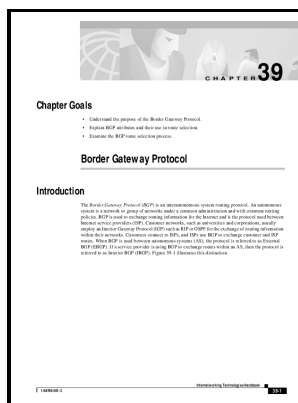 CHAPTER 39
Chapter Goals
• Understand the purpose of the Border Gateway Protocol.
• Explain BGP attributes and their use in route selection.
• Examine the BGP route selection process.
Border Gateway Protocol
Introduction
The Border Gateway Protocol (BGP) is an interautonomous system routing protocol. An autonomous
system is a network or group of networks under a common administration and with common routing
policies. BGP is used to exchange routing information for the Internet and is the protocol used between
Internet service providers (ISP). Customer networks, such as universities and corporations, usually
employ an Interior Gateway Protocol (IGP) such as RIP or OSPF for the exchange of routing information
within their networks. Customers connect to ISPs, and ISPs use BGP to exchange customer and ISP
routes. When BGP is used between autonomous systems (AS), the protocol is referred to as External
BGP (EBGP). If a service provider is using BGP to exchange routes within an AS, then the protocol is
referred to as Interior BGP (IBGP). Figure 39-1 illustrates this distinction.
Internetworking Technologies Handbook
39-1